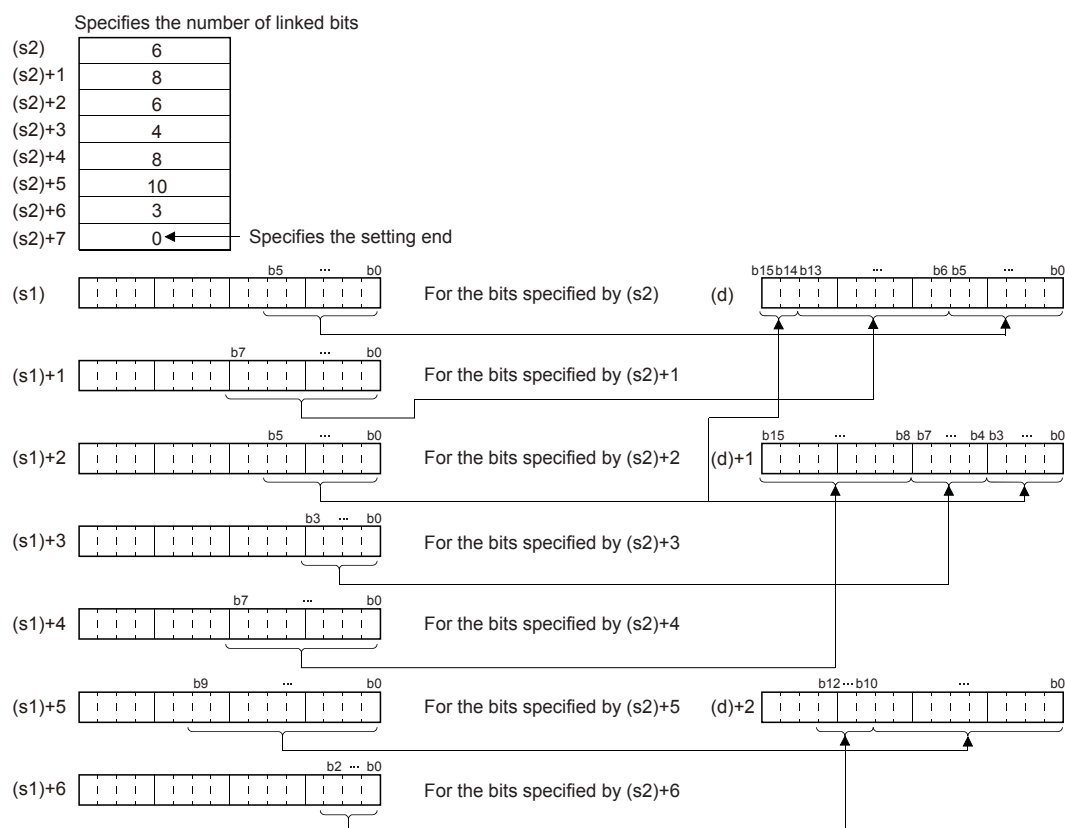 Specifies the number of linked bits
(s2) 6
(s2)+1 8
(s2)+2 6
(s2)+3 4
(s2)+4 8
(s2)+5 10
(s2)+6 3
(s2)+7 0 Specifies the setting end
b5 ... b0 b15 b14 b13 ... b6 b5 ... b0
(s1) For the bits specified by (s2) (d)
b7 ... b0
(s1)+1 For the bits specified by (s2)+1
b5 ... b0 b15 ... b8 b7 ... b4 b3 ... b0
(s1)+2 For the bits specified by (s2)+2 (d)+1
b3 ... b0
(s1)+3 For the bits specified by (s2)+3
b7 ... b0
(s1)+4 For the bits specified by (s2)+4
b9 ... b0 b12 ... b10 ... b0
(s1)+5 For the bits specified by (s2)+5 (d)+2
b2 ... b0
(s1)+6 For the bits specified by (s2)+6